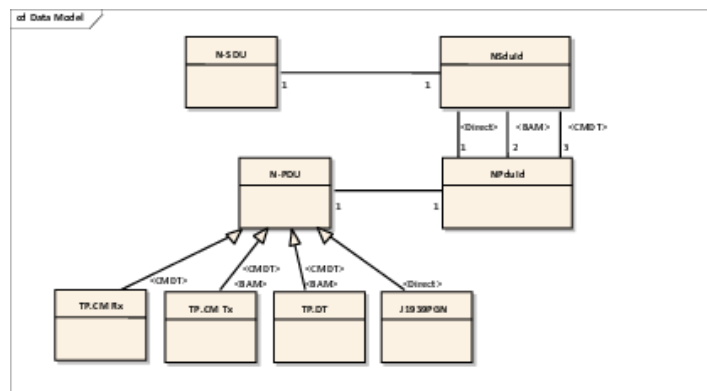 cd Data Model
N-SDU
NSduId
1
1
<Direct>
<BAM>
<CMDT>
1
2
3
N-PDU
NPduId
1
1
<CMDT>
<CMDT>
<BAM>
<CMDT>
<BAM>
<Direct>
TP.CM Rx
TP.CM Tx
TP.DT
J1939PGN